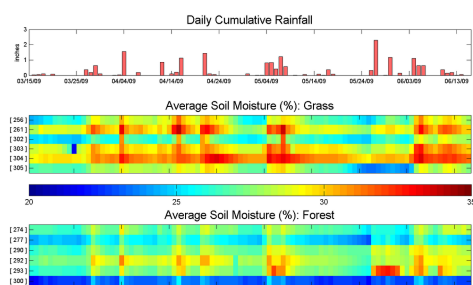 Daily Cumulative Rainfall
3
2
1
0
inches
03/15/09 03/25/09 04/04/09 04/14/09 04/24/09 05/04/09 05/14/09 05/24/09 06/03/09 06/13/09
Average Soil Moisture (%): Grass
[256]
[261]
[302]
[303]
[304]
[305]
20 25 30 35
Average Soil Moisture (%): Forest
[274]
[277]
[290]
[292]
[293]
[300]